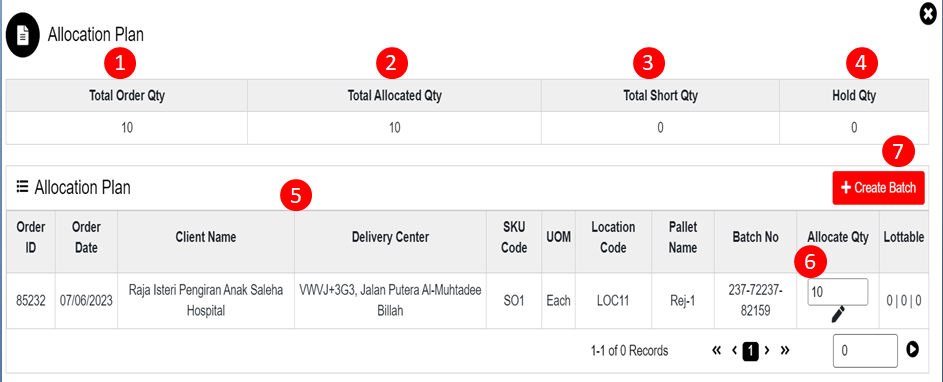 Allocation Plan
1 2 3 4
Total Order Qty Total Allocated Qty Total Short Qty Hold Qty
10 10 0 0
7
Allocation Plan
5
+ Create Batch
Order ID Order Date Client Name Delivery Center SKU Code UOM Location Code Pallet Name Batch No Allocate Qty Lottable
6
85232 07/06/2023 Raja Isteri Pengiran Anak Saleha Hospital VWVJ+3G3, Jalan Putera Al-Muhtadee Billah SO1 Each LOC11 Rej-1 237-72237-82159 10 0 | 0 | 0
1-1 of 0 Records « ‹ 1 › » 0